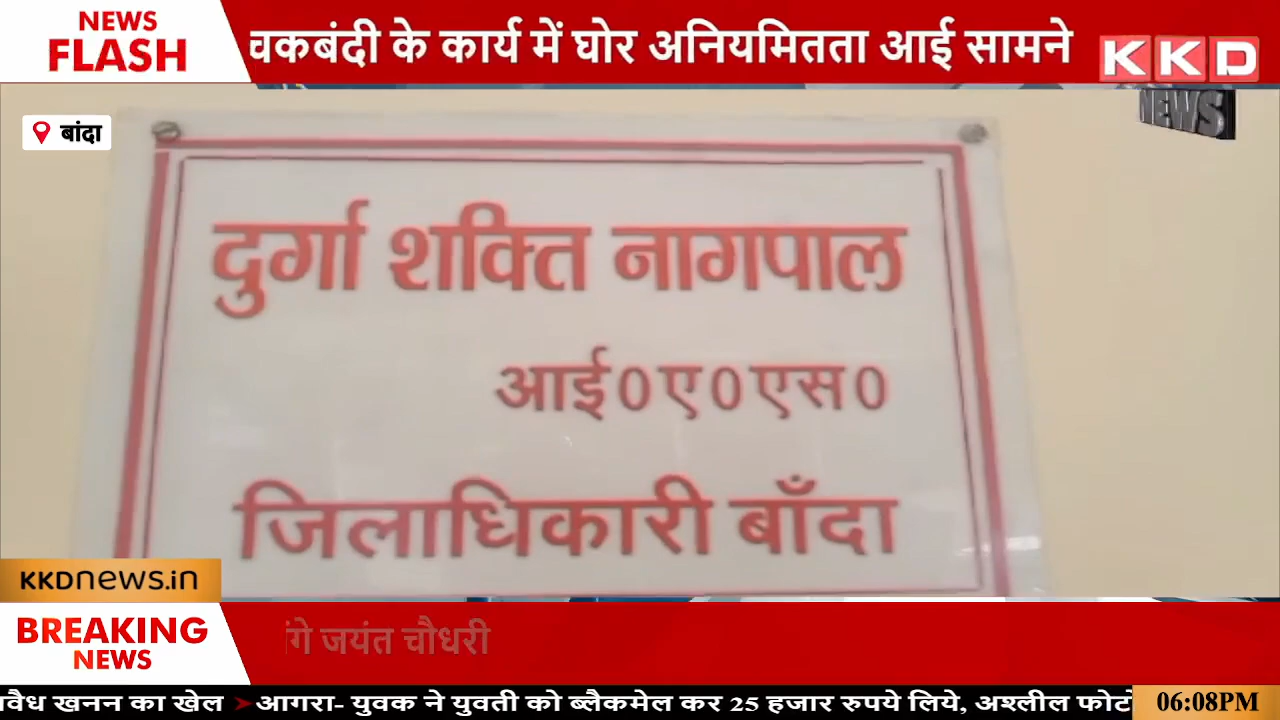 NEWS
FLASH
चकबंदी के कार्य में घोर अनियमितता आई सामने
KKD
NEWS
बांदा
दुर्गा शक्ति नागपाल
आई0ए0एस0
जिलाधिकारी बाँदा
KKDnews.in
BREAKING
NEWS
जयंत चौधरी
खनन का खेल ➤आगरा- युवक ने युवती को ब्लैकमेल कर 25 हजार रुपये लिये, अश्लील फोटो
06:08PM